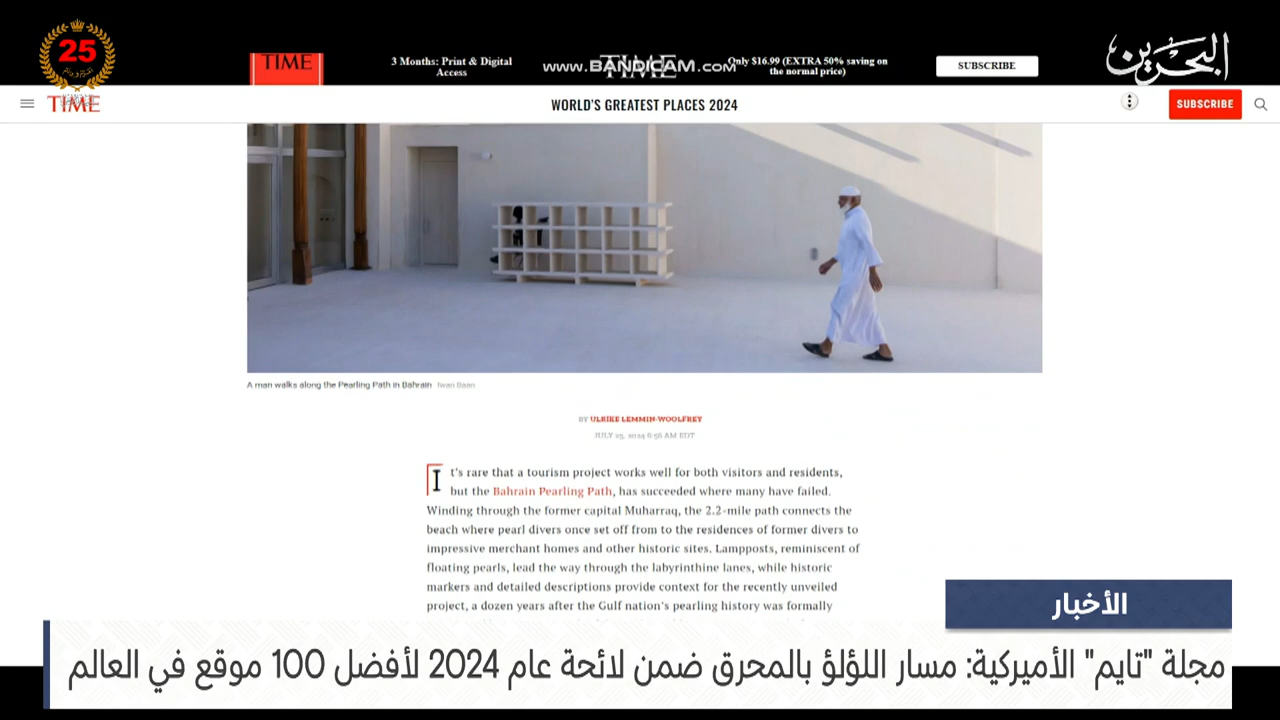 25
البحرين
TIME
3 Months: Print & Digital
Access
TIME
www.BANDICAM.com
Only $16.99 (EXTRA 50% saving on
the normal price)
SUBSCRIBE
TIME
WORLD'S GREATEST PLACES 2024
SUBSCRIBE
A man walks along the Pearling Path in Bahrain Iwan Baan
BY ULRIKE LEMMIN-WOOLFREY
JULY 25, 2024 6:56 AM EDT
It's rare that a tourism project works well for both visitors and residents,
but the Bahrain Pearling Path, has succeeded where many have failed.
Winding through the former capital Muharraq, the 2.2-mile path connects the
beach where pearl divers once set off from to the residences of former divers to
impressive merchant homes and other historic sites. Lampposts, reminiscent of
floating pearls, lead the way through the labyrinthine lanes, while historic
markers and detailed descriptions provide context for the recently unveiled
project, a dozen years after the Gulf nation's pearling history was formally
الأخبار
مجلة "تايم" الأميركية: مسار اللؤلؤ بالمحرق ضمن لائحة عام 2024 لأفضل 100 موقع في العالم